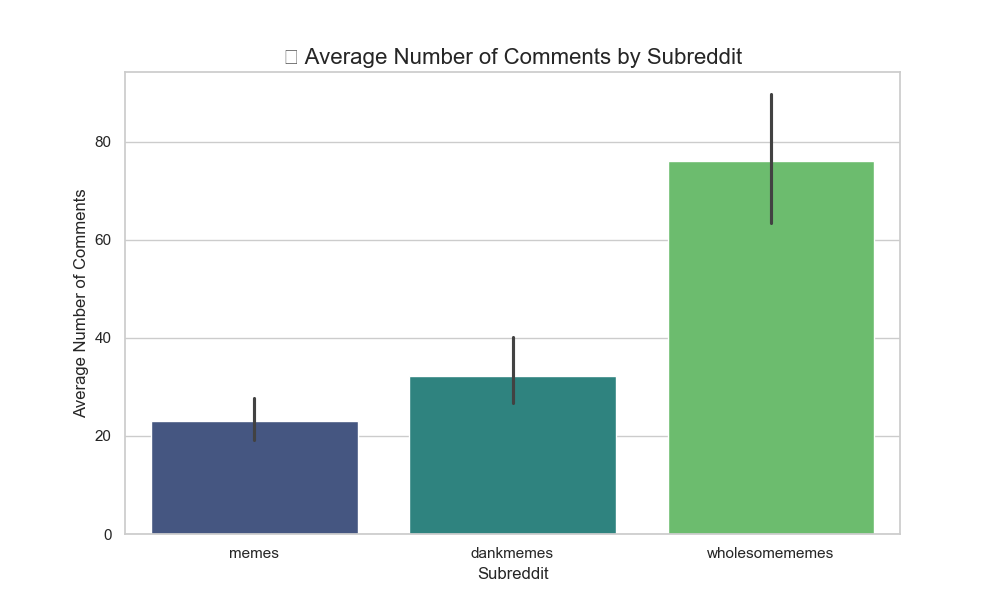 Average Number of Comments by Subreddit
80
60
40
20
0
Average Number of Comments
memes
dankmemes
wholesomememes
Subreddit